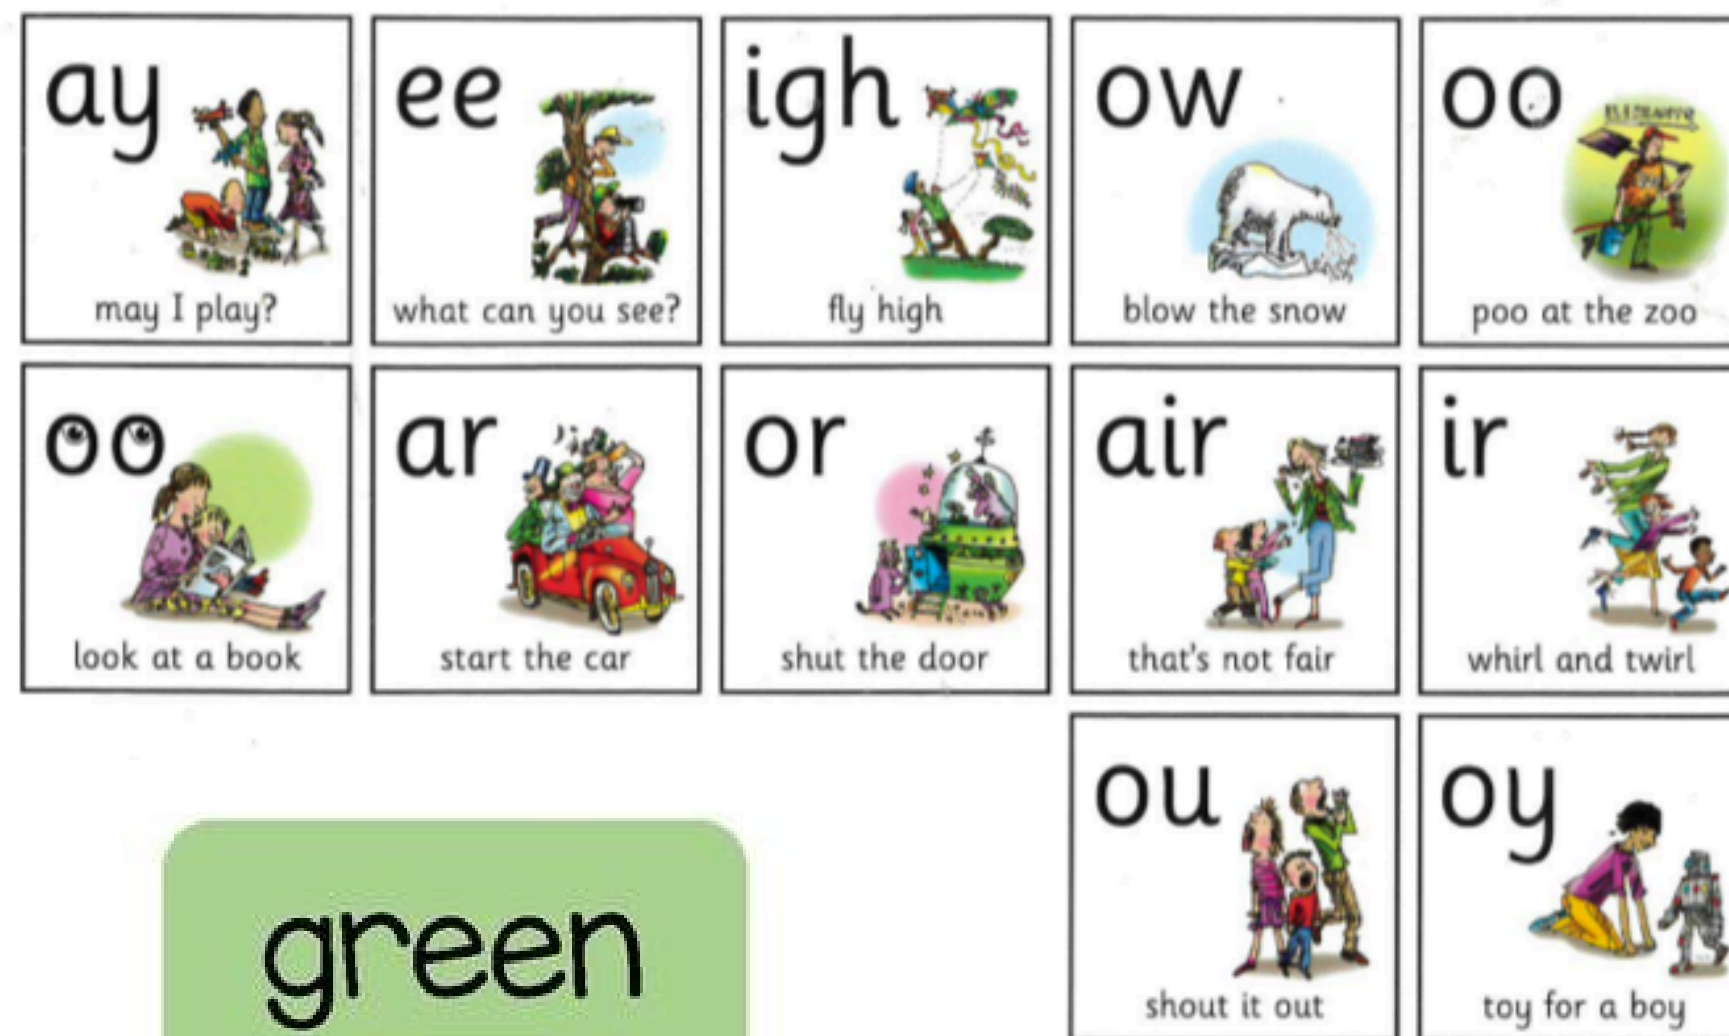 ay
may I play?
ee
what can you see?
igh
fly high
ow
blow the snow
oo
poo at the zoo
oo
look at a book
ar
start the car
or
shut the door
air
that's not fair
ir
whirl and twirl
ou
shout it out
oy
toy for a boy
green